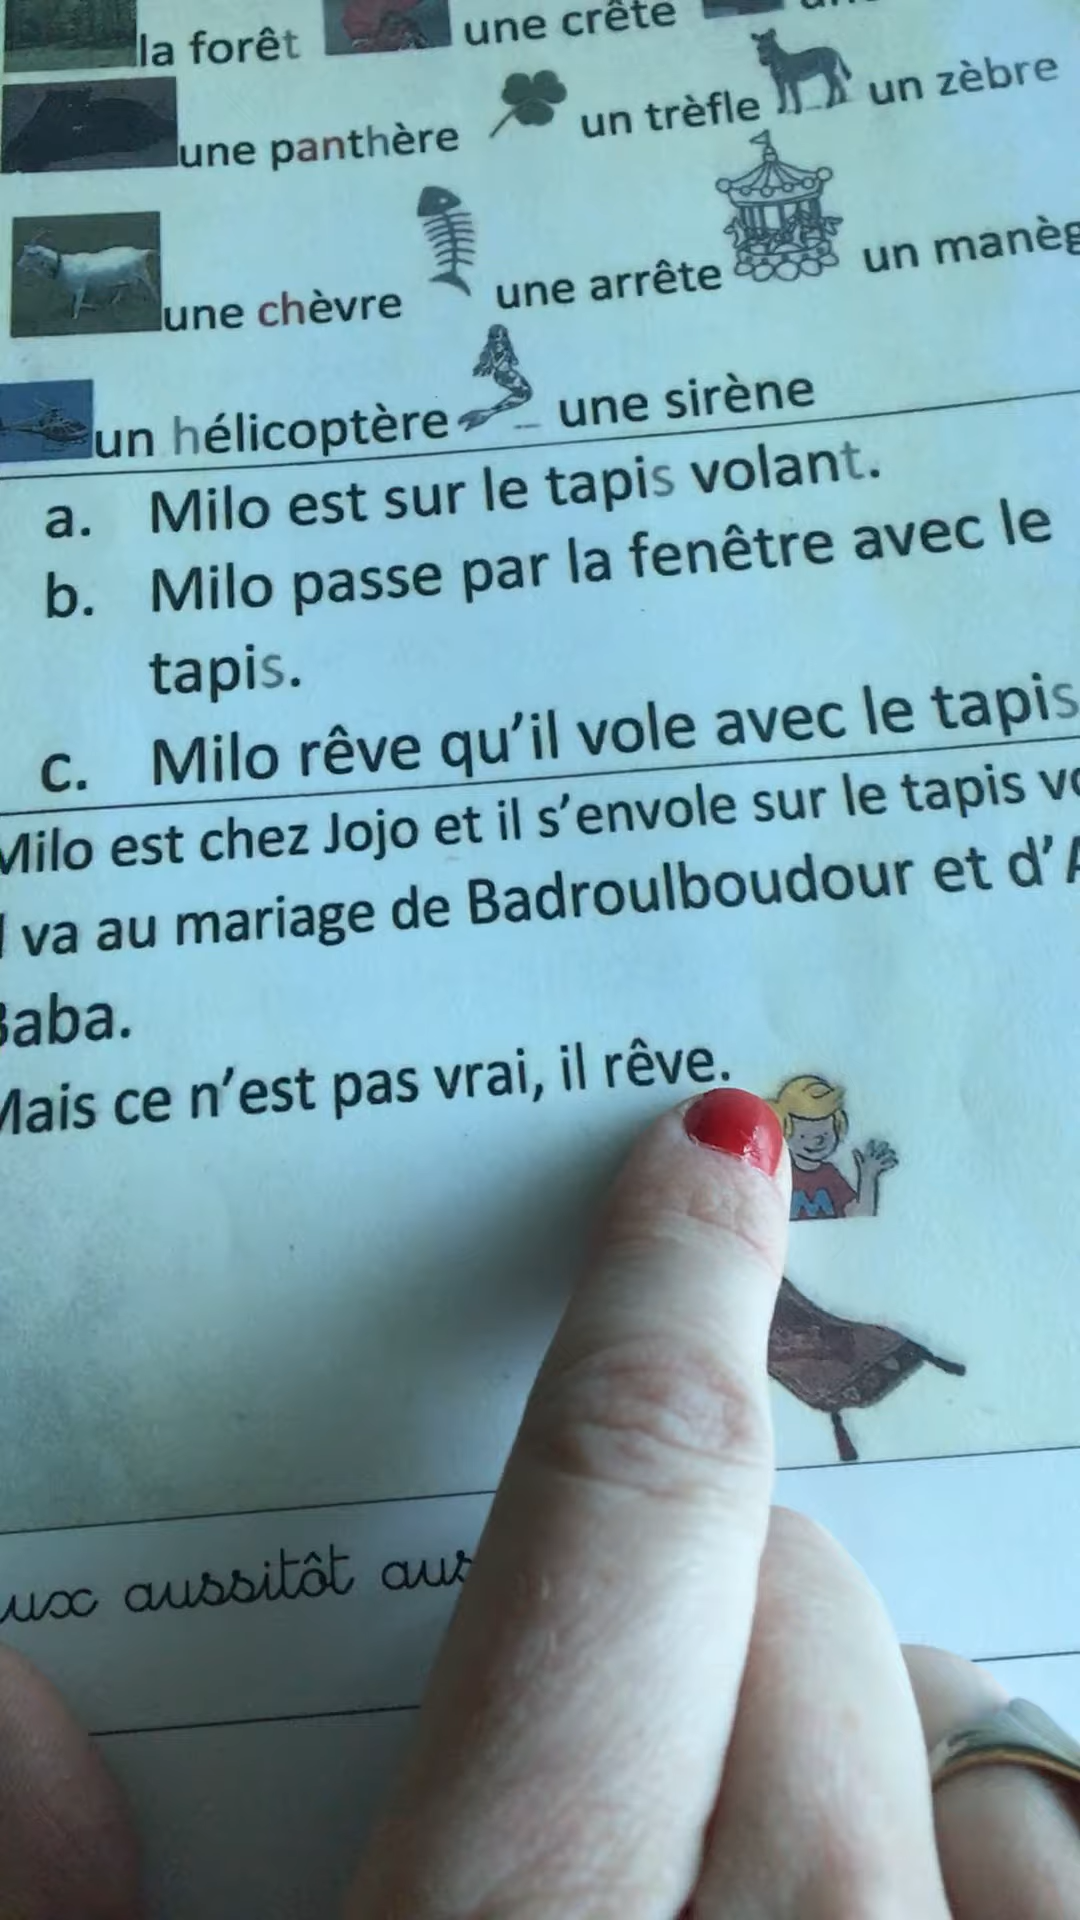 la forêt une crête
une panthère un trèfle un zèbre
une chèvre une arrête un manèg
un hélicoptère une sirène
a. Milo est sur le tapis volant.
b. Milo passe par la fenêtre avec le
tapis.
c. Milo rêve qu'il vole avec le tapis
Milo est chez Jojo et il s'envole sur le tapis vo
va au mariage de Badroulboudour et d'A
Baba.
Mais ce n'est pas vrai, il rêve.
M
aussitôt